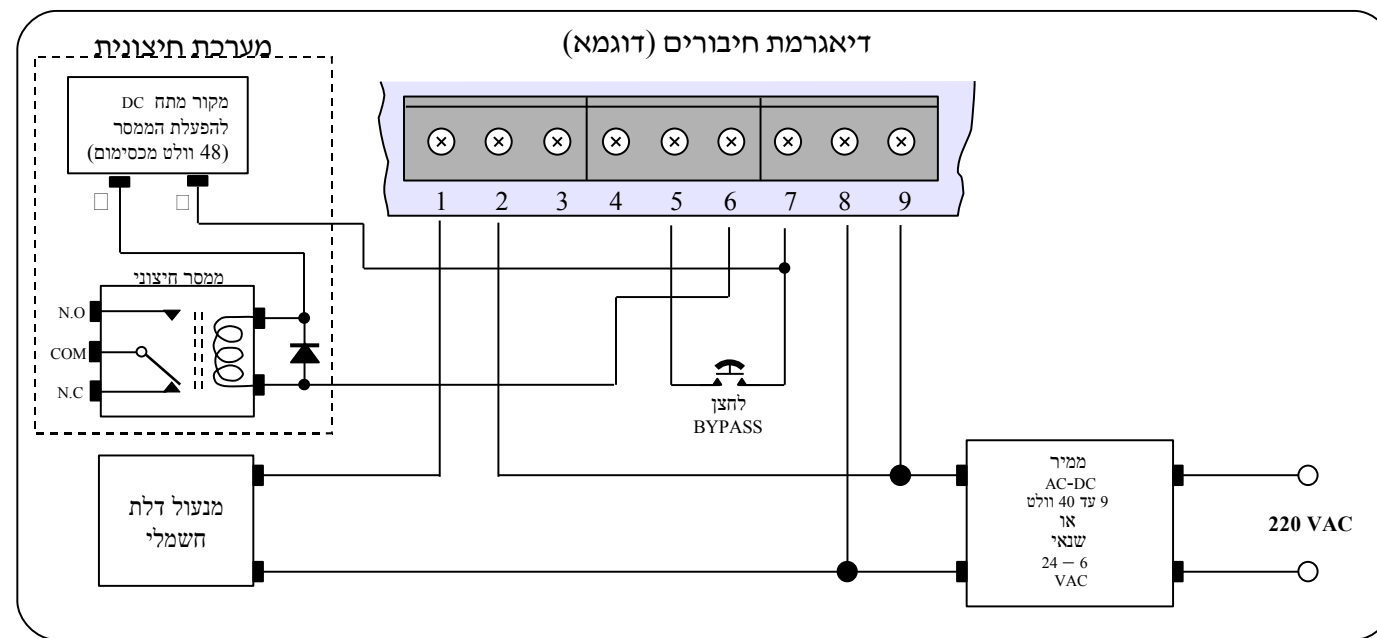 דיאגרמת חיבורים (דוגמא)
מערכת חיצונית
מקור מתח DC
להפעלת הממסר
(48 וולט מכסימום)
1 2 3 4 5 6 7 8 9
ממסר חיצוני
N.O
COM
N.C
לחצן
BYPASS
מנעול דלת
חשמלי
ממיר
AC-DC
9 עד 40 וולט
או
שנאי
24 – 6
VAC
220 VAC